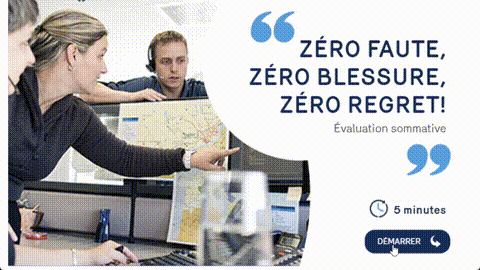 ZÉRO FAUTE,
ZÉRO BLESSURE,
ZÉRO REGRET!
Évaluation sommative
5 minutes
DÉMARRER